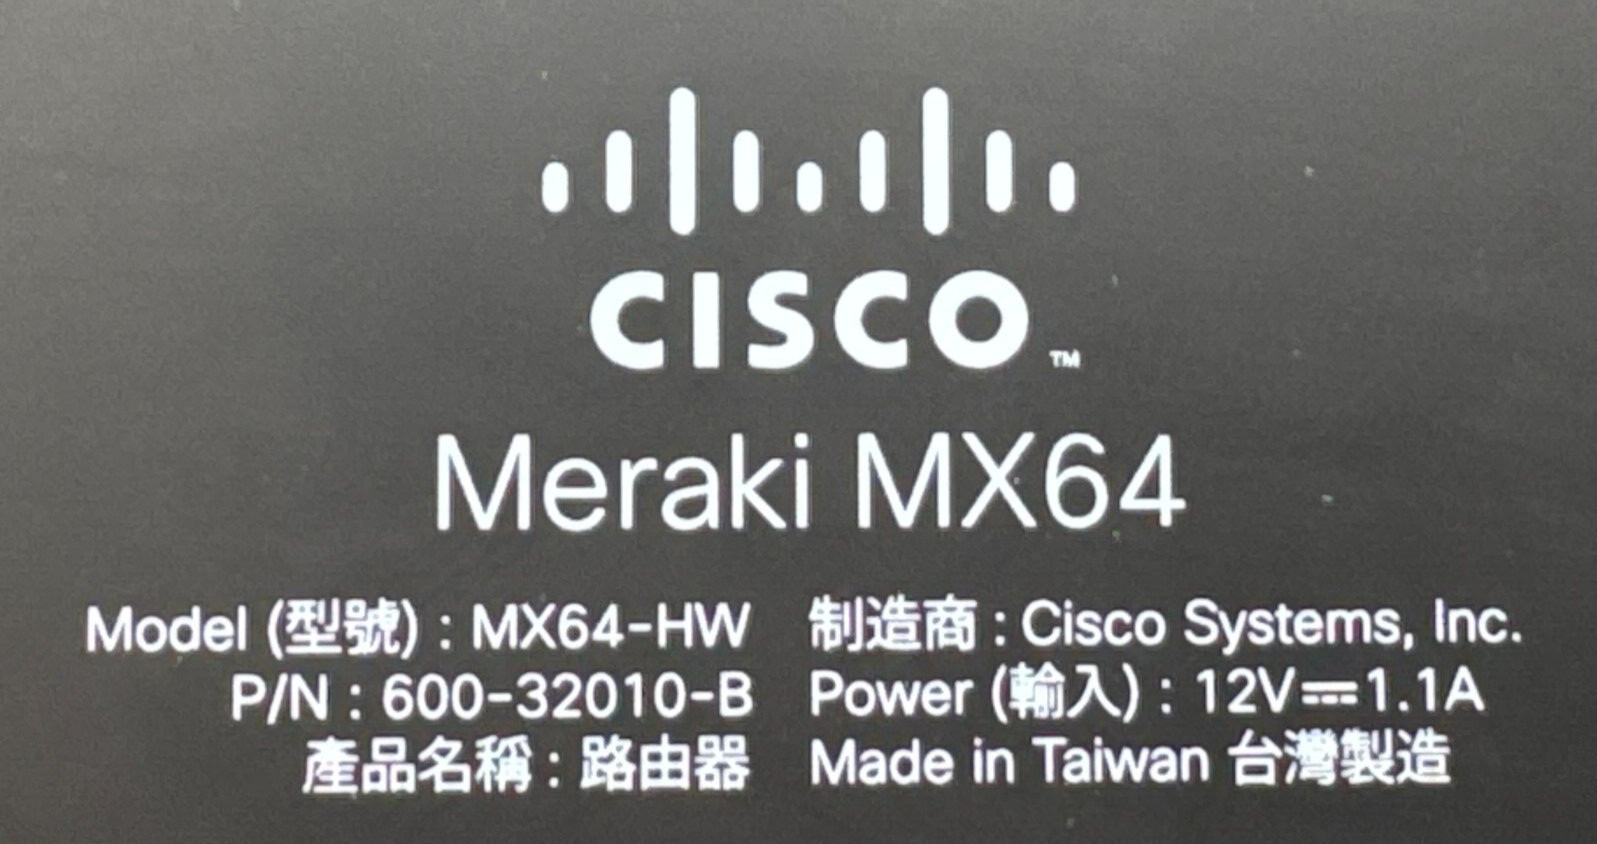 CISCO™
Meraki MX64
Model (型號) : MX64-HW
P/N : 600-32010-B
產品名稱 : 路由器
制造商 : Cisco Systems, Inc.
Power (輸入) : 12V⎓1.1A
Made in Taiwan 台灣製造